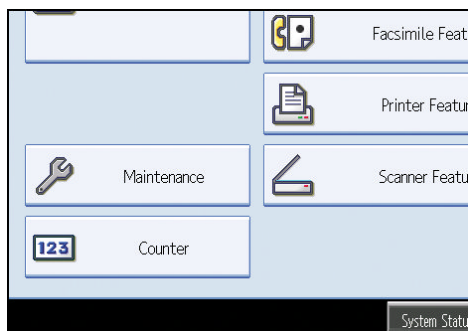 Facsimile Feat
Printer Featur
Maintenance
Scanner Featu
123
Counter
System Statu